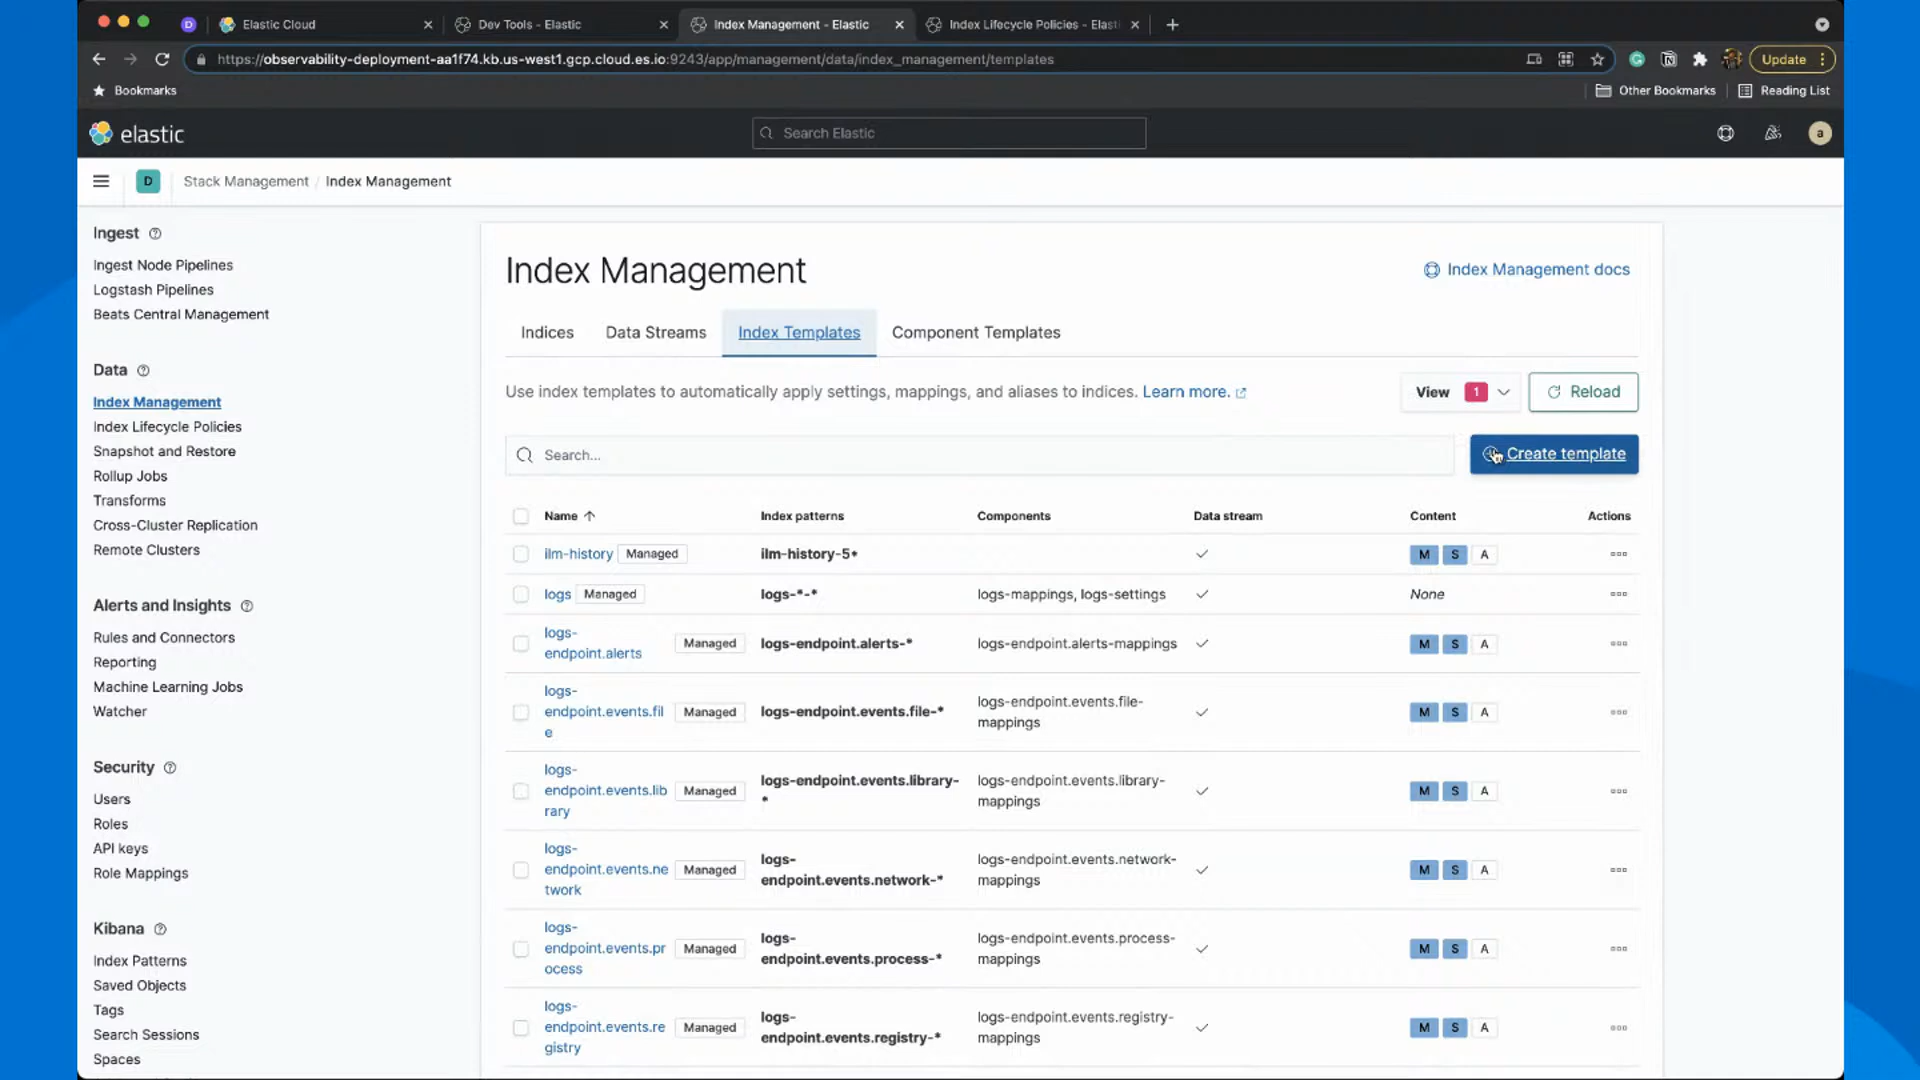 D
Elastic Cloud
Dev Tools - Elastic
Index Management - Elastic
Index Lifecycle Policies - Elasti
https://observability-deployment-aa1f74.kb.us-west1.gcp.cloud.es.io:9243/app/management/data/index_management/templates
Update
Bookmarks
Other Bookmarks
Reading List
elastic
Search Elastic
a
D
Stack Management / Index Management
Ingest
Ingest Node Pipelines
Logstash Pipelines
Beats Central Management
Data
Index Management
Index Lifecycle Policies
Snapshot and Restore
Rollup Jobs
Transforms
Cross-Cluster Replication
Remote Clusters
Alerts and Insights
Rules and Connectors
Reporting
Machine Learning Jobs
Watcher
Security
Users
Roles
API keys
Role Mappings
Kibana
Index Patterns
Saved Objects
Tags
Search Sessions
Spaces
Index Management
Index Management docs
Indices
Data Streams
Index Templates
Component Templates
Use index templates to automatically apply settings, mappings, and aliases to indices. Learn more.
View 1
Reload
Search...
Create template
Name
Index patterns
Components
Data stream
Content
Actions
ilm-history Managed ilm-history-5* M S A
logs Managed logs-*-* logs-mappings, logs-settings None
logs-
endpoint.alerts
Managed
logs-endpoint.alerts-*
logs-endpoint.alerts-mappings
M S A
logs-
endpoint.events.fil
e
Managed
logs-endpoint.events.file-*
logs-endpoint.events.file-
mappings
M S A
logs-
endpoint.events.lib
rary
Managed
logs-endpoint.events.library-
*
logs-endpoint.events.library-
mappings
M S A
logs-
endpoint.events.ne
twork
Managed
logs-
endpoint.events.network-*
logs-endpoint.events.network-
mappings
M S A
logs-
endpoint.events.pr
ocess
Managed
logs-
endpoint.events.process-*
logs-endpoint.events.process-
mappings
M S A
logs-
endpoint.events.re
gistry
Managed
logs-
endpoint.events.registry-*
logs-endpoint.events.registry-
mappings
M S A